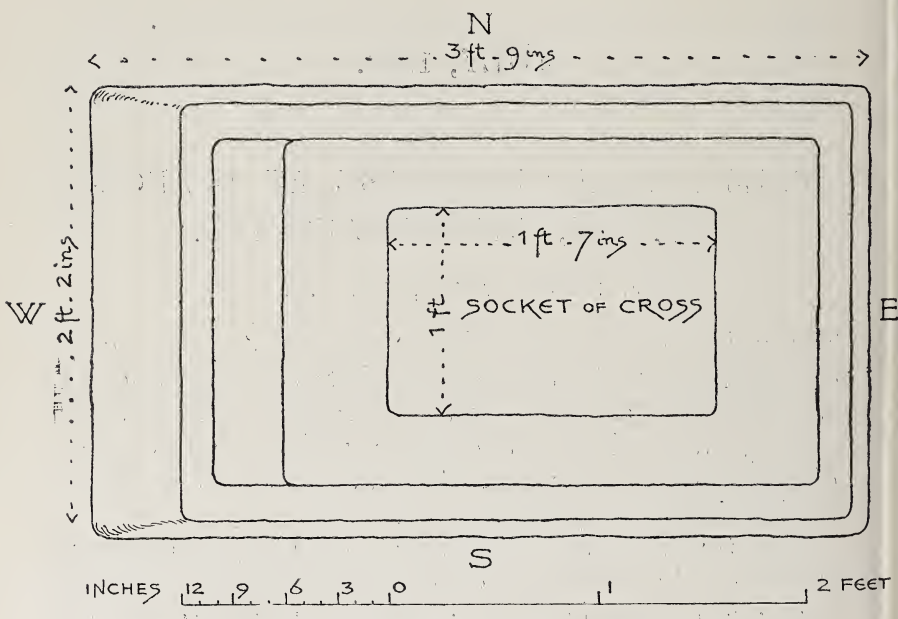 N
3 ft. 9 ins
W
2 ft. 2 ins
1 ft. 7 ins
1 ft
SOCKET OF CROSS
E
S
INCHES 12 9 6 3 0 1 2 FEET